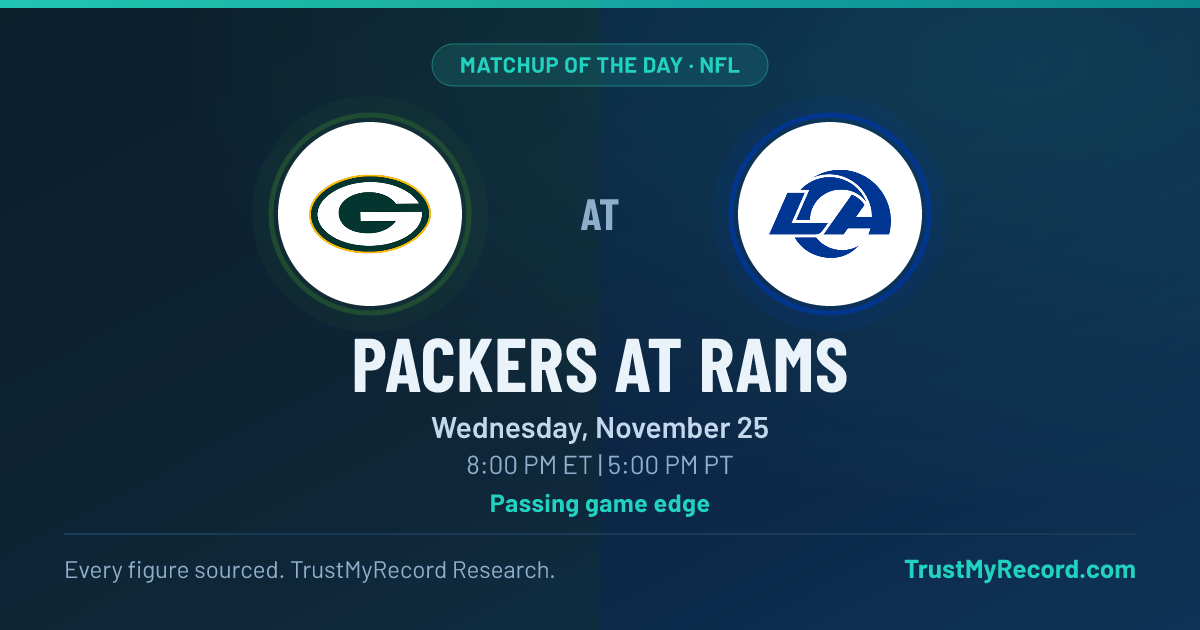 MATCHUP OF THE DAY · NFL
G
AT
LA
PACKERS AT RAMS
Wednesday, November 25
8:00 PM ET | 5:00 PM PT
Passing game edge
Every figure sourced. TrustMyRecord Research.
TrustMyRecord.com